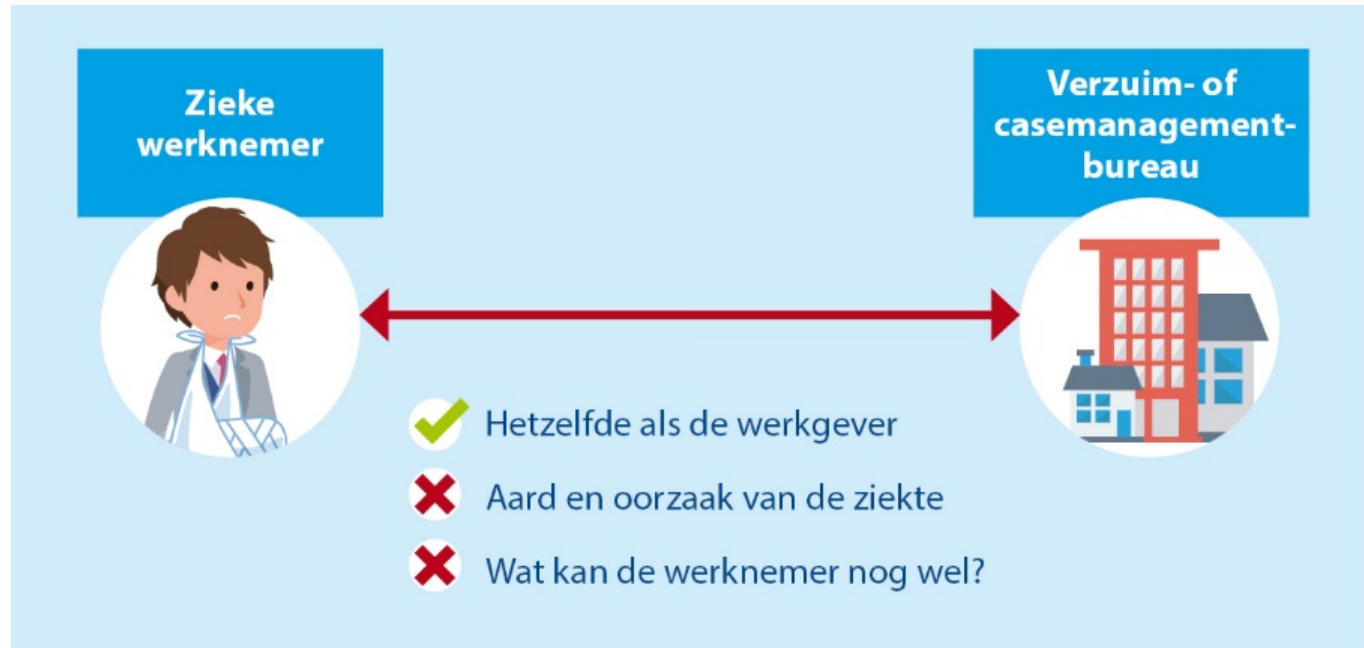 Zieke
werknemer
Verzuim- of
casemanagement-
bureau
Hetzelfde als de werkgever
Aard en oorzaak van de ziekte
Wat kan de werknemer nog wel?